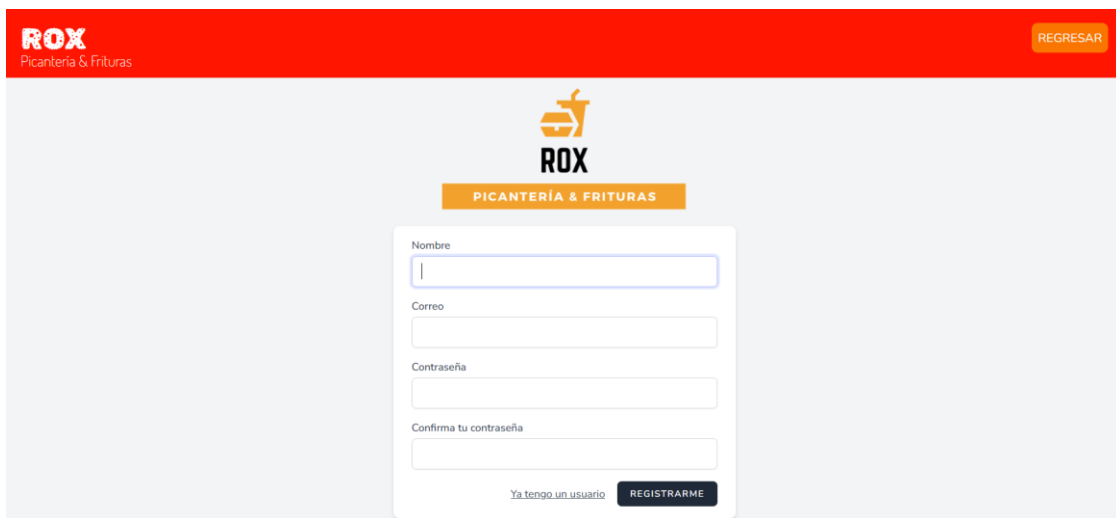 ROX
Picanteria & Frituras
REGRESAR
ROX
PICANTERÍA & FRITURAS
Nombre
Correo
Contraseña
Confirma tu contraseña
Ya tengo un usuario REGISTRARME